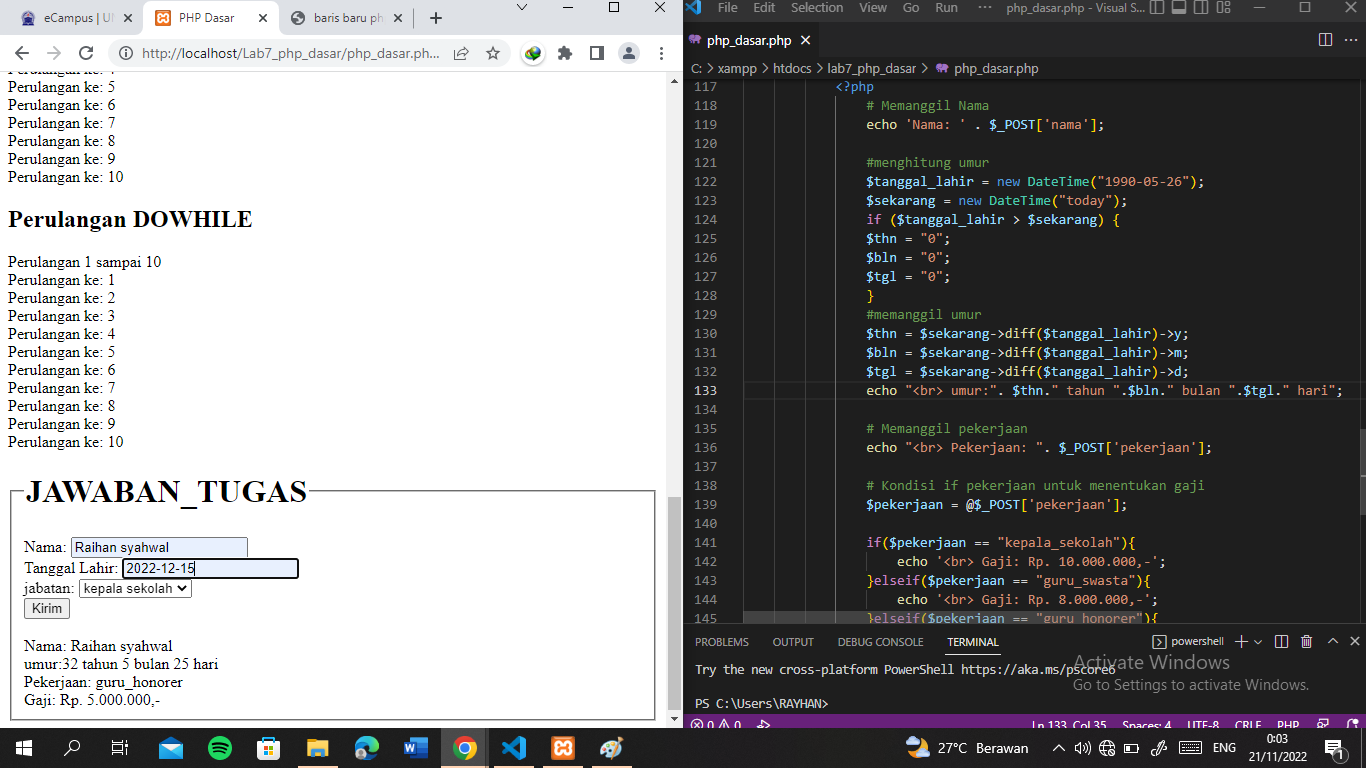 eCampus | UN
PHP Dasar
baris baru ph
http://localhost/Lab7_php_dasar/php_dasar.ph...
Perulangan ke: 4
Perulangan ke: 5
Perulangan ke: 6
Perulangan ke: 7
Perulangan ke: 8
Perulangan ke: 9
Perulangan ke: 10
Perulangan DOWHILE
Perulangan 1 sampai 10
Perulangan ke: 1
Perulangan ke: 2
Perulangan ke: 3
Perulangan ke: 4
Perulangan ke: 5
Perulangan ke: 6
Perulangan ke: 7
Perulangan ke: 8
Perulangan ke: 9
Perulangan ke: 10
JAWABAN_TUGAS
Nama: Raihan syahwal
Tanggal Lahir: 2022-12-15
jabatan: kepala sekolah
Kirim
Nama: Raihan syahwal
umur:32 tahun 5 bulan 25 hari
Pekerjaan: guru_honorer
Gaji: Rp. 5.000.000,-
File Edit Selection View Go Run ··· php_dasar.php - Visual S...
php_dasar.php
C: > xampp > htdocs > lab7_php_dasar > php_dasar.php
117 <?php
118 # Memanggil Nama
119 echo 'Nama: ' . $_POST['nama'];
120
121 #menghitung umur
122 $tanggal_lahir = new DateTime("1990-05-26");
123 $sekarang = new DateTime("today");
124 if ($tanggal_lahir > $sekarang) {
125 $thn = "0";
126 $bln = "0";
127 $tgl = "0";
128 }
129 #memanggil umur
130 $thn = $sekarang->diff($tanggal_lahir)->y;
131 $bln = $sekarang->diff($tanggal_lahir)->m;
132 $tgl = $sekarang->diff($tanggal_lahir)->d;
133 echo "<br> umur:". $thn." tahun ".$bln." bulan ".$tgl." hari";
134
135 # Memanggil pekerjaan
136 echo "<br> Pekerjaan: ". $_POST['pekerjaan'];
137
138 # Kondisi if pekerjaan untuk menentukan gaji
139 $pekerjaan = @$_POST['pekerjaan'];
140
141 if($pekerjaan == "kepala_sekolah"){
142 echo '<br> Gaji: Rp. 10.000.000,-';
143 }elseif($pekerjaan == "guru_swasta"){
144 echo '<br> Gaji: Rp. 8.000.000,-';
145 }elseif($pekerjaan == "guru_honorer"){
PROBLEMS OUTPUT DEBUG CONSOLE TERMINAL powershell
Try the new cross-platform PowerShell https://aka.ms/pscore6
Activate Windows
Go to Settings to activate Windows.
PS C:\Users\RAYHAN>
0 0 Ln 133, Col 35 Spaces: 4 UTF-8 CRLF PHP
27°C Berawan ENG 0:03
21/11/2022 1